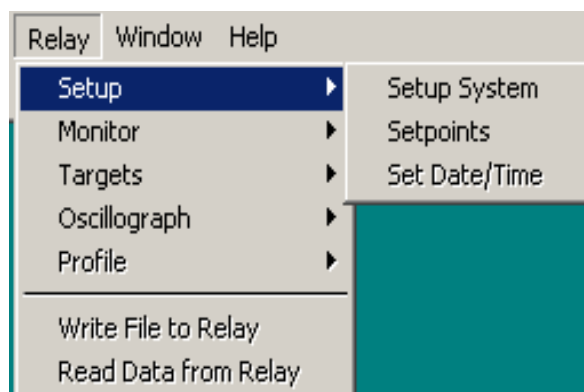 Relay Window Help
Setup
Monitor
Targets
Oscillograph
Profile
Write File to Relay
Read Data from Relay
Setup System
Setpoints
Set Date/Time